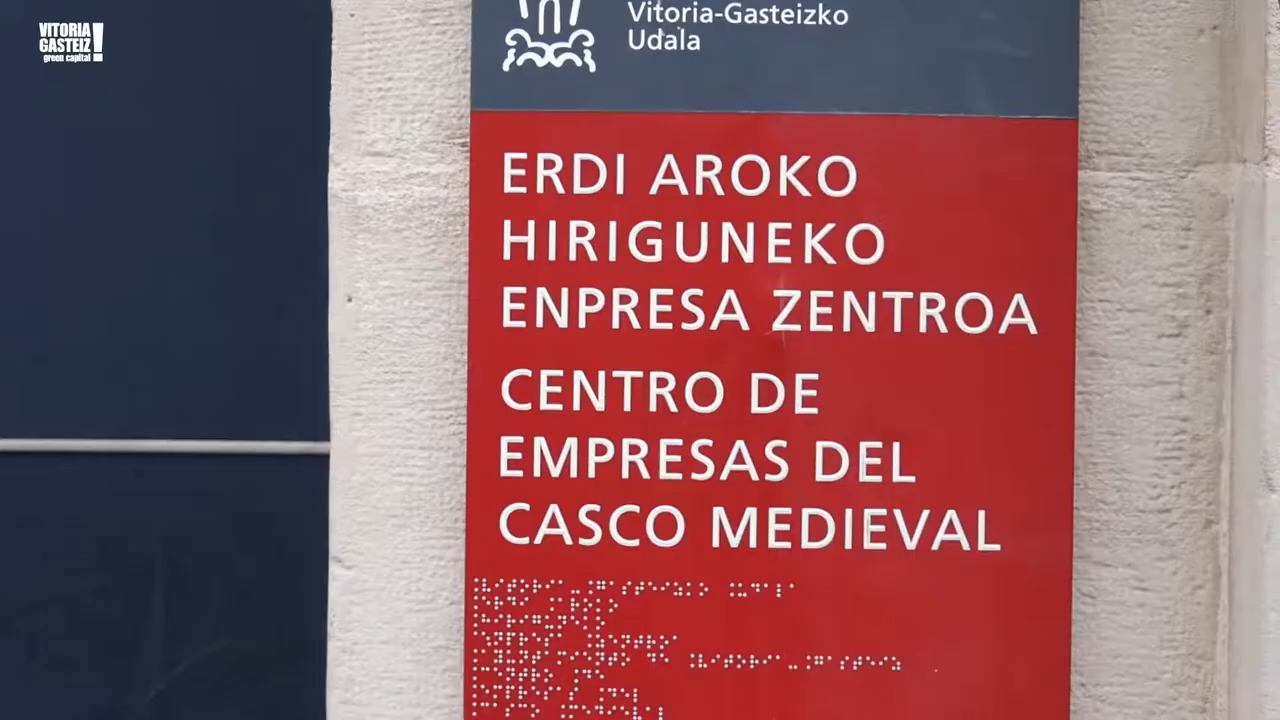 VITORIA
GASTEIZ!
green capital
Vitoria-Gasteizko
Udala
ERDI AROKO
HIRIGUNEKO
ENPRESA ZENTROA
CENTRO DE
EMPRESAS DEL
CASCO MEDIEVAL